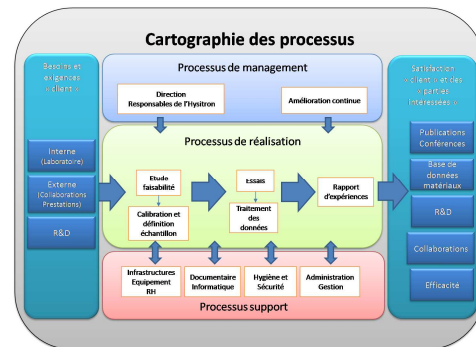 Cartographie des processus
Besoins et
exigences
« client »
Interne
(Laboratoire)
Externe
(Collaborations
Prestations)
R&D
Processus de management
Direction
Responsables de l'Hysitron
Amélioration continue
Processus de réalisation
Etude
faisabilité
Calibration et
définition
échantillon
Essais
Traitement
des
données
Rapport
d'expériences
Infrastructures
Equipement
RH
Documentaire
Informatique
Hygiène et
Sécurité
Administration
Gestion
Processus support
Satisfaction
« client » et des
« parties
intéressées »
Publications
Conférences
Base de
données
matériaux
R&D
Collaborations
Efficacité